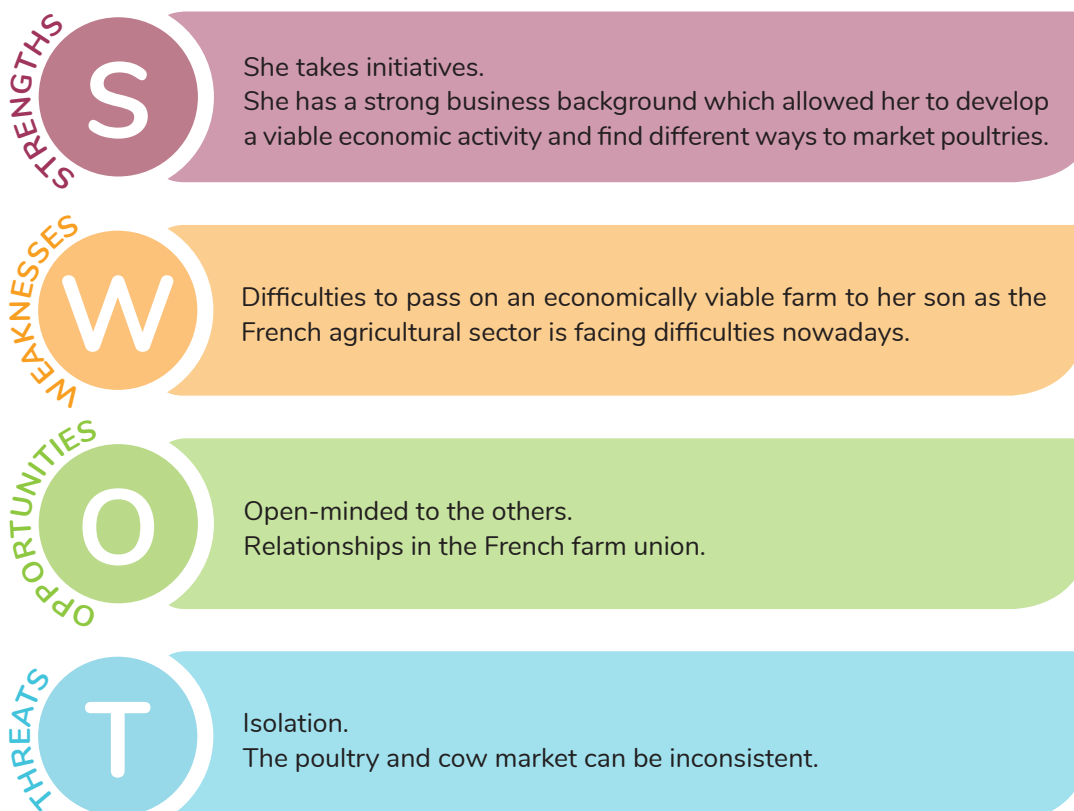 STRENGTHS
S
She takes initiatives.
She has a strong business background which allowed her to develop
a viable economic activity and find different ways to market poultries.
WEAKNESSES
W
Difficulties to pass on an economically viable farm to her son as the
French agricultural sector is facing difficulties nowadays.
OPPORTUNITIES
O
Open-minded to the others.
Relationships in the French farm union.
THREATS
T
Isolation.
The poultry and cow market can be inconsistent.